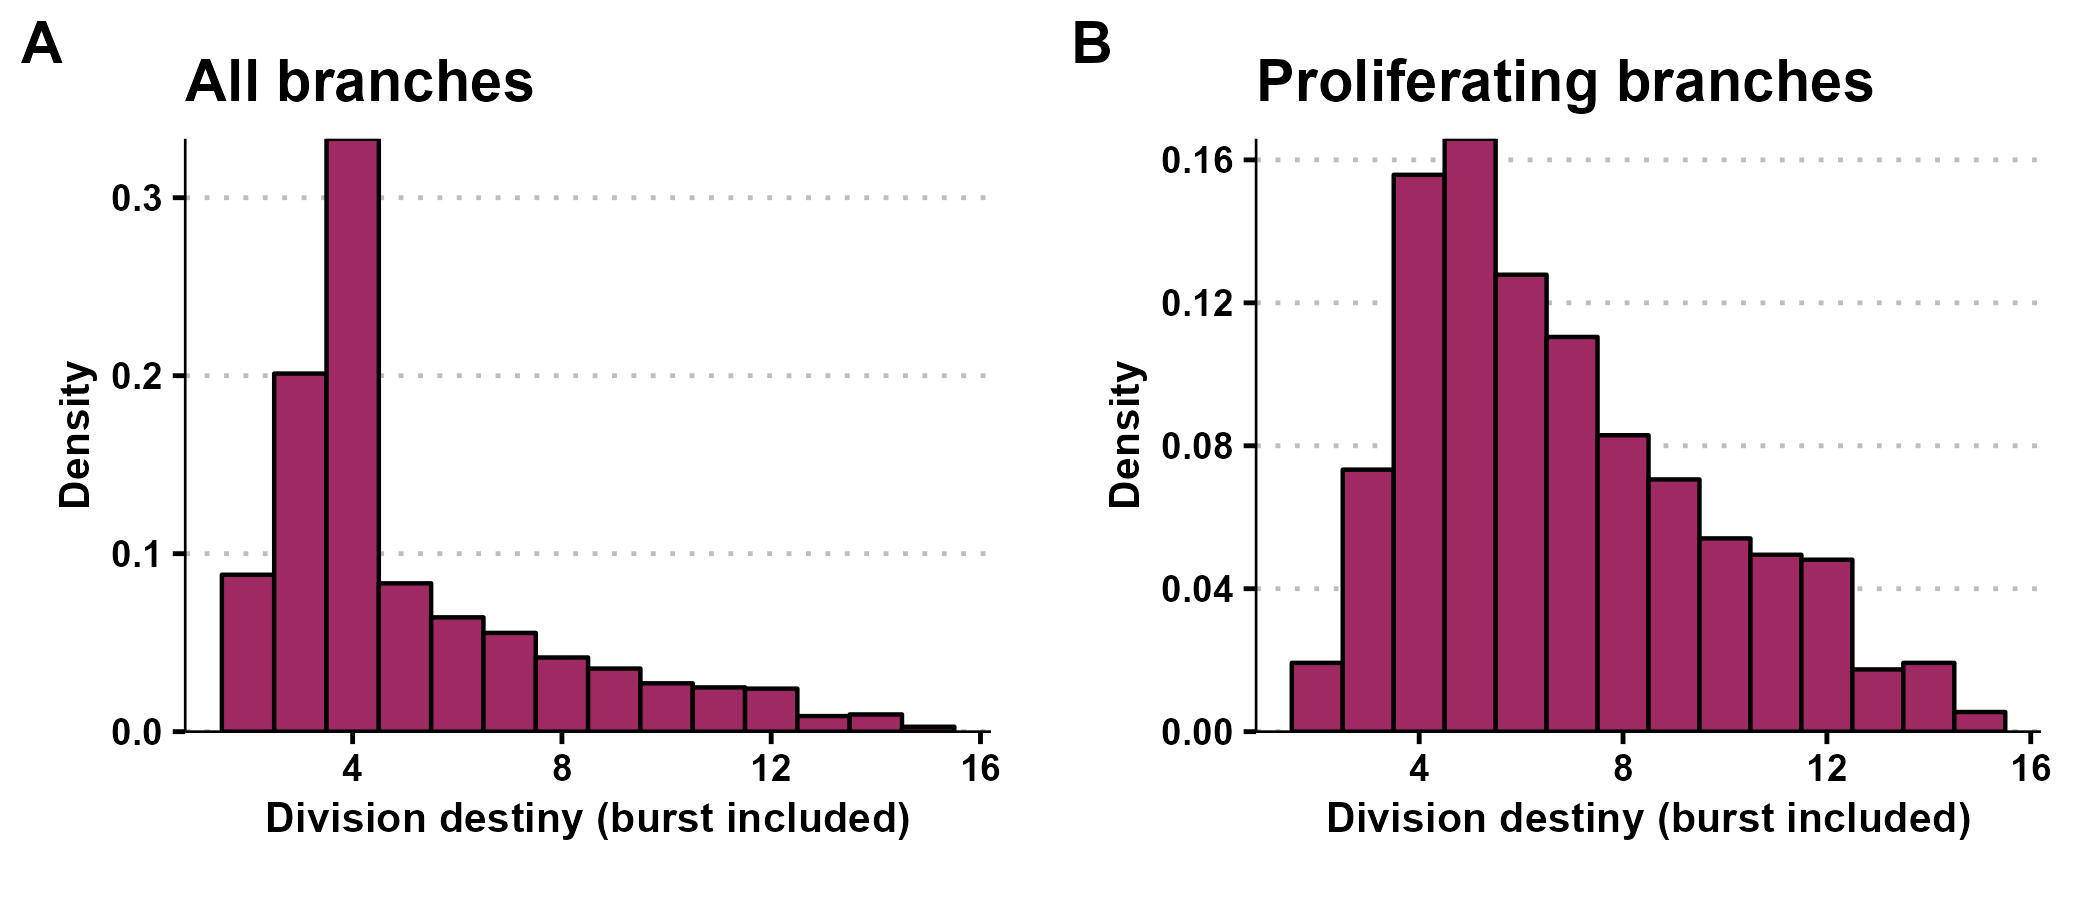 A
All branches
Density
0.3
0.2
0.1
0.0
4 8 12 16
Division destiny (burst included)
B
Proliferating branches
Density
0.16
0.12
0.08
0.04
0.00
4 8 12 16
Division destiny (burst included)